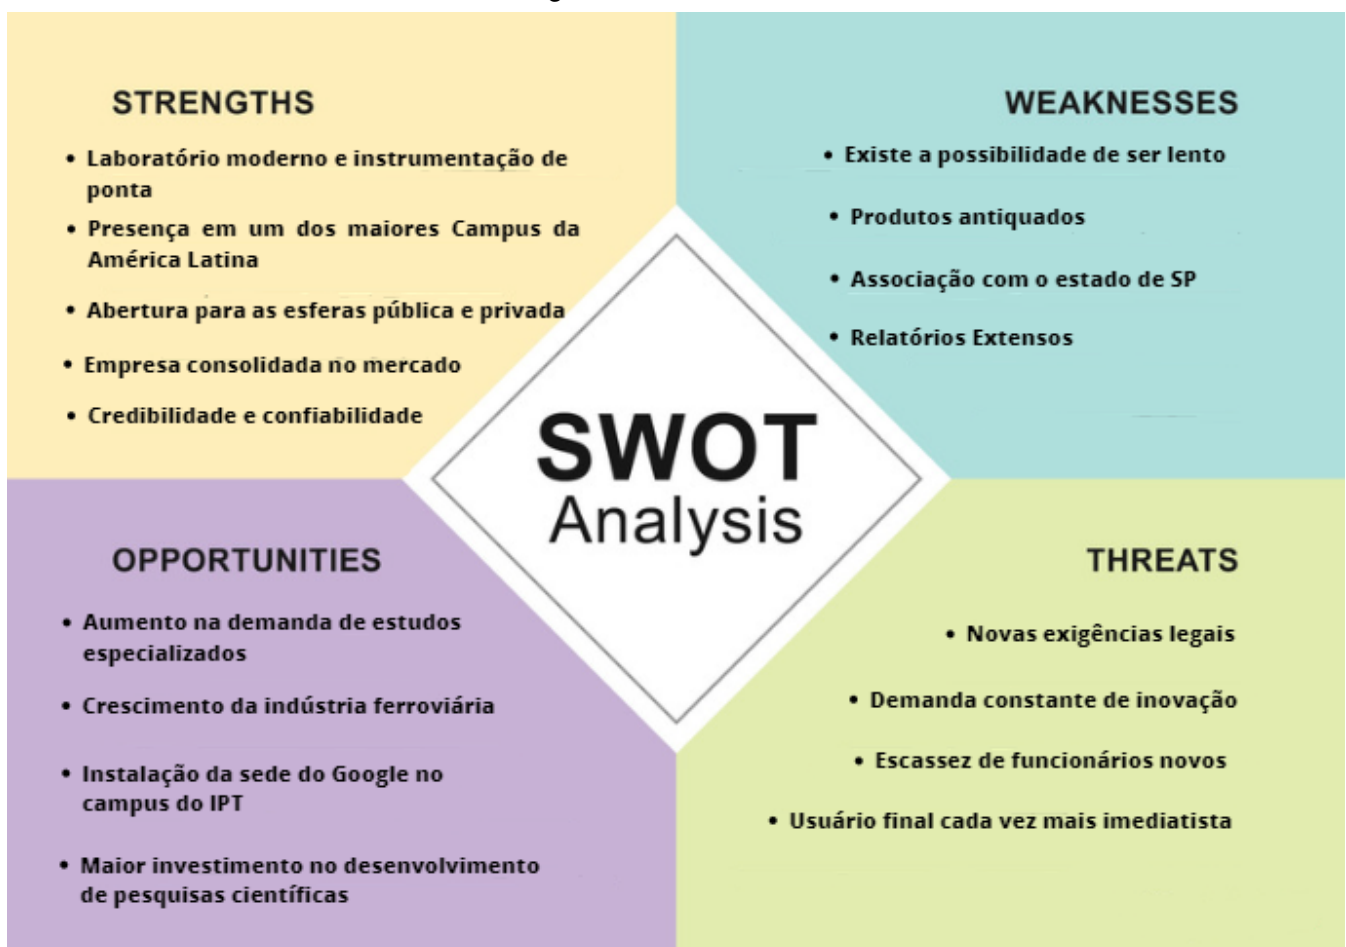 STRENGTHS
• Laboratório moderno e instrumentação de
ponta
• Presença em um dos maiores Campus da
América Latina
• Abertura para as esferas pública e privada
• Empresa consolidada no mercado
• Credibilidade e confiabilidade
WEAKNESSES
• Existe a possibilidade de ser lento
• Produtos antiquados
• Associação com o estado de SP
• Relatórios Extensos
SWOT
Analysis
OPPORTUNITIES
• Aumento na demanda de estudos
especializados
• Crescimento da indústria ferroviária
• Instalação da sede do Google no
campus do IPT
• Maior investimento no desenvolvimento
de pesquisas científicas
THREATS
• Novas exigências legais
• Demanda constante de inovação
• Escassez de funcionários novos
• Usuário final cada vez mais imediatista